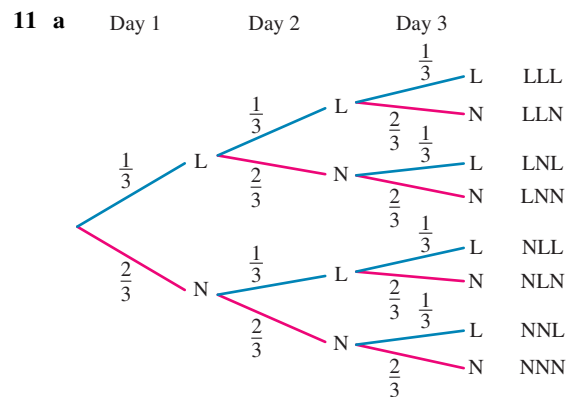 11 a Day 1 Day 2 Day 3
1/3 L LLL
1/3 L
2/3 N LLN
1/3 L
1/3 L LNL
2/3 N
2/3 N LNN
1/3 L NLL
1/3 L
2/3 N NLN
2/3 N
1/3 L NNL
2/3 N
2/3 N NNN